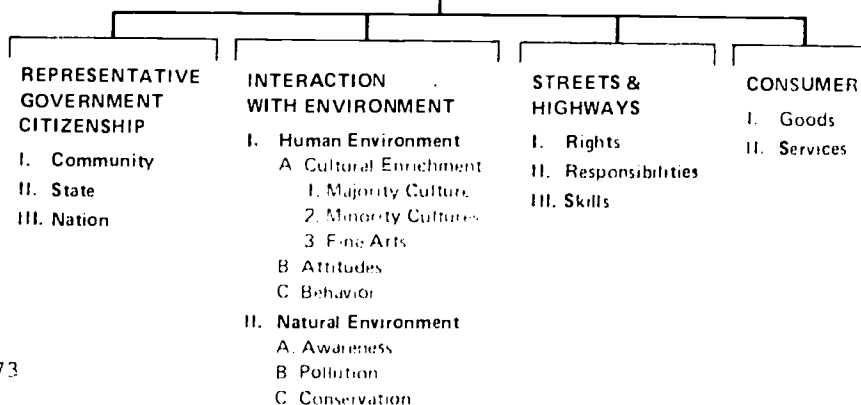 REPRESENTATIVE
GOVERNMENT
CITIZENSHIP
I. Community
II. State
III. Nation
INTERACTION
WITH ENVIRONMENT
I. Human Environment
A Cultural Enrichment
1. Majority Culture
2. Minority Cultures
3 Fine Arts
B Attitudes
C Behavior
II. Natural Environment
A. Awareness
B Pollution
C Conservation
STREETS &
HIGHWAYS
I. Rights
II. Responsibilities
III. Skills
CONSUMER
I. Goods
II. Services
73